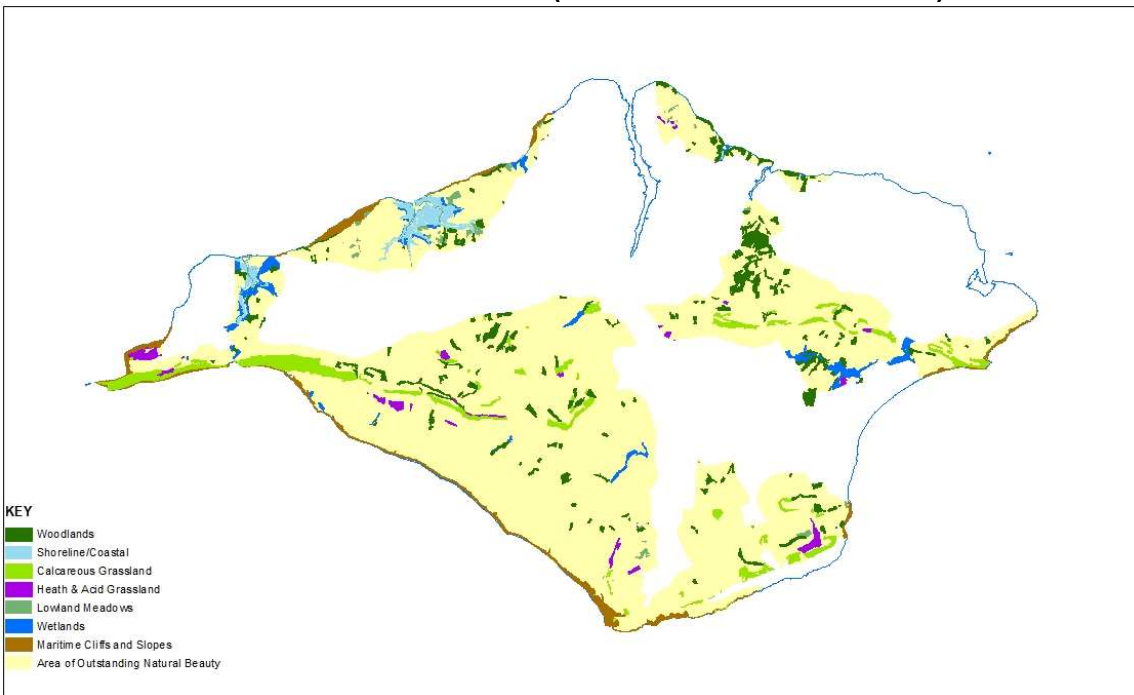 KEY
Woodlands
Shoreline/Coastal
Calcareous Grassland
Heath & Acid Grassland
Lowland Meadows
Wetlands
Maritime Cliffs and Slopes
Area of Outstanding Natural Beauty